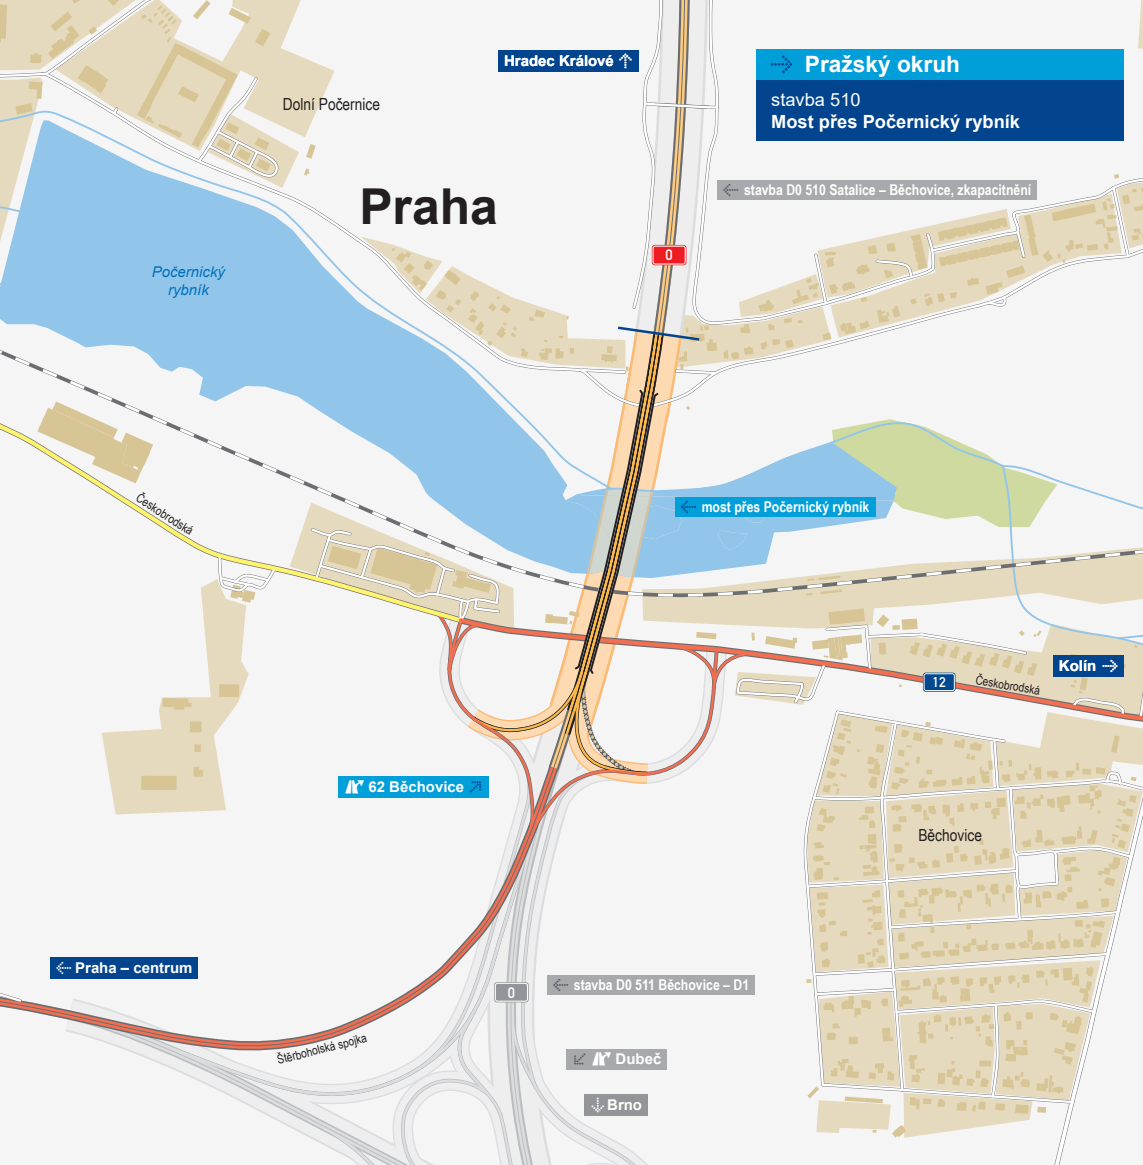 Hradec Králové
Pražský okruh
stavba 510
Most přes Počernický rybník
Dolní Počernice
stavba D0 510 Satalice – Běchovice, zkapacitnění
Praha
0
Počernický
rybník
Českobrodská
most přes Počernický rybník
Kolín
12
Českobrodská
62 Běchovice
Běchovice
Praha – centrum
0
stavba D0 511 Běchovice – D1
Štěrboholská spojka
Dubeč
Brno